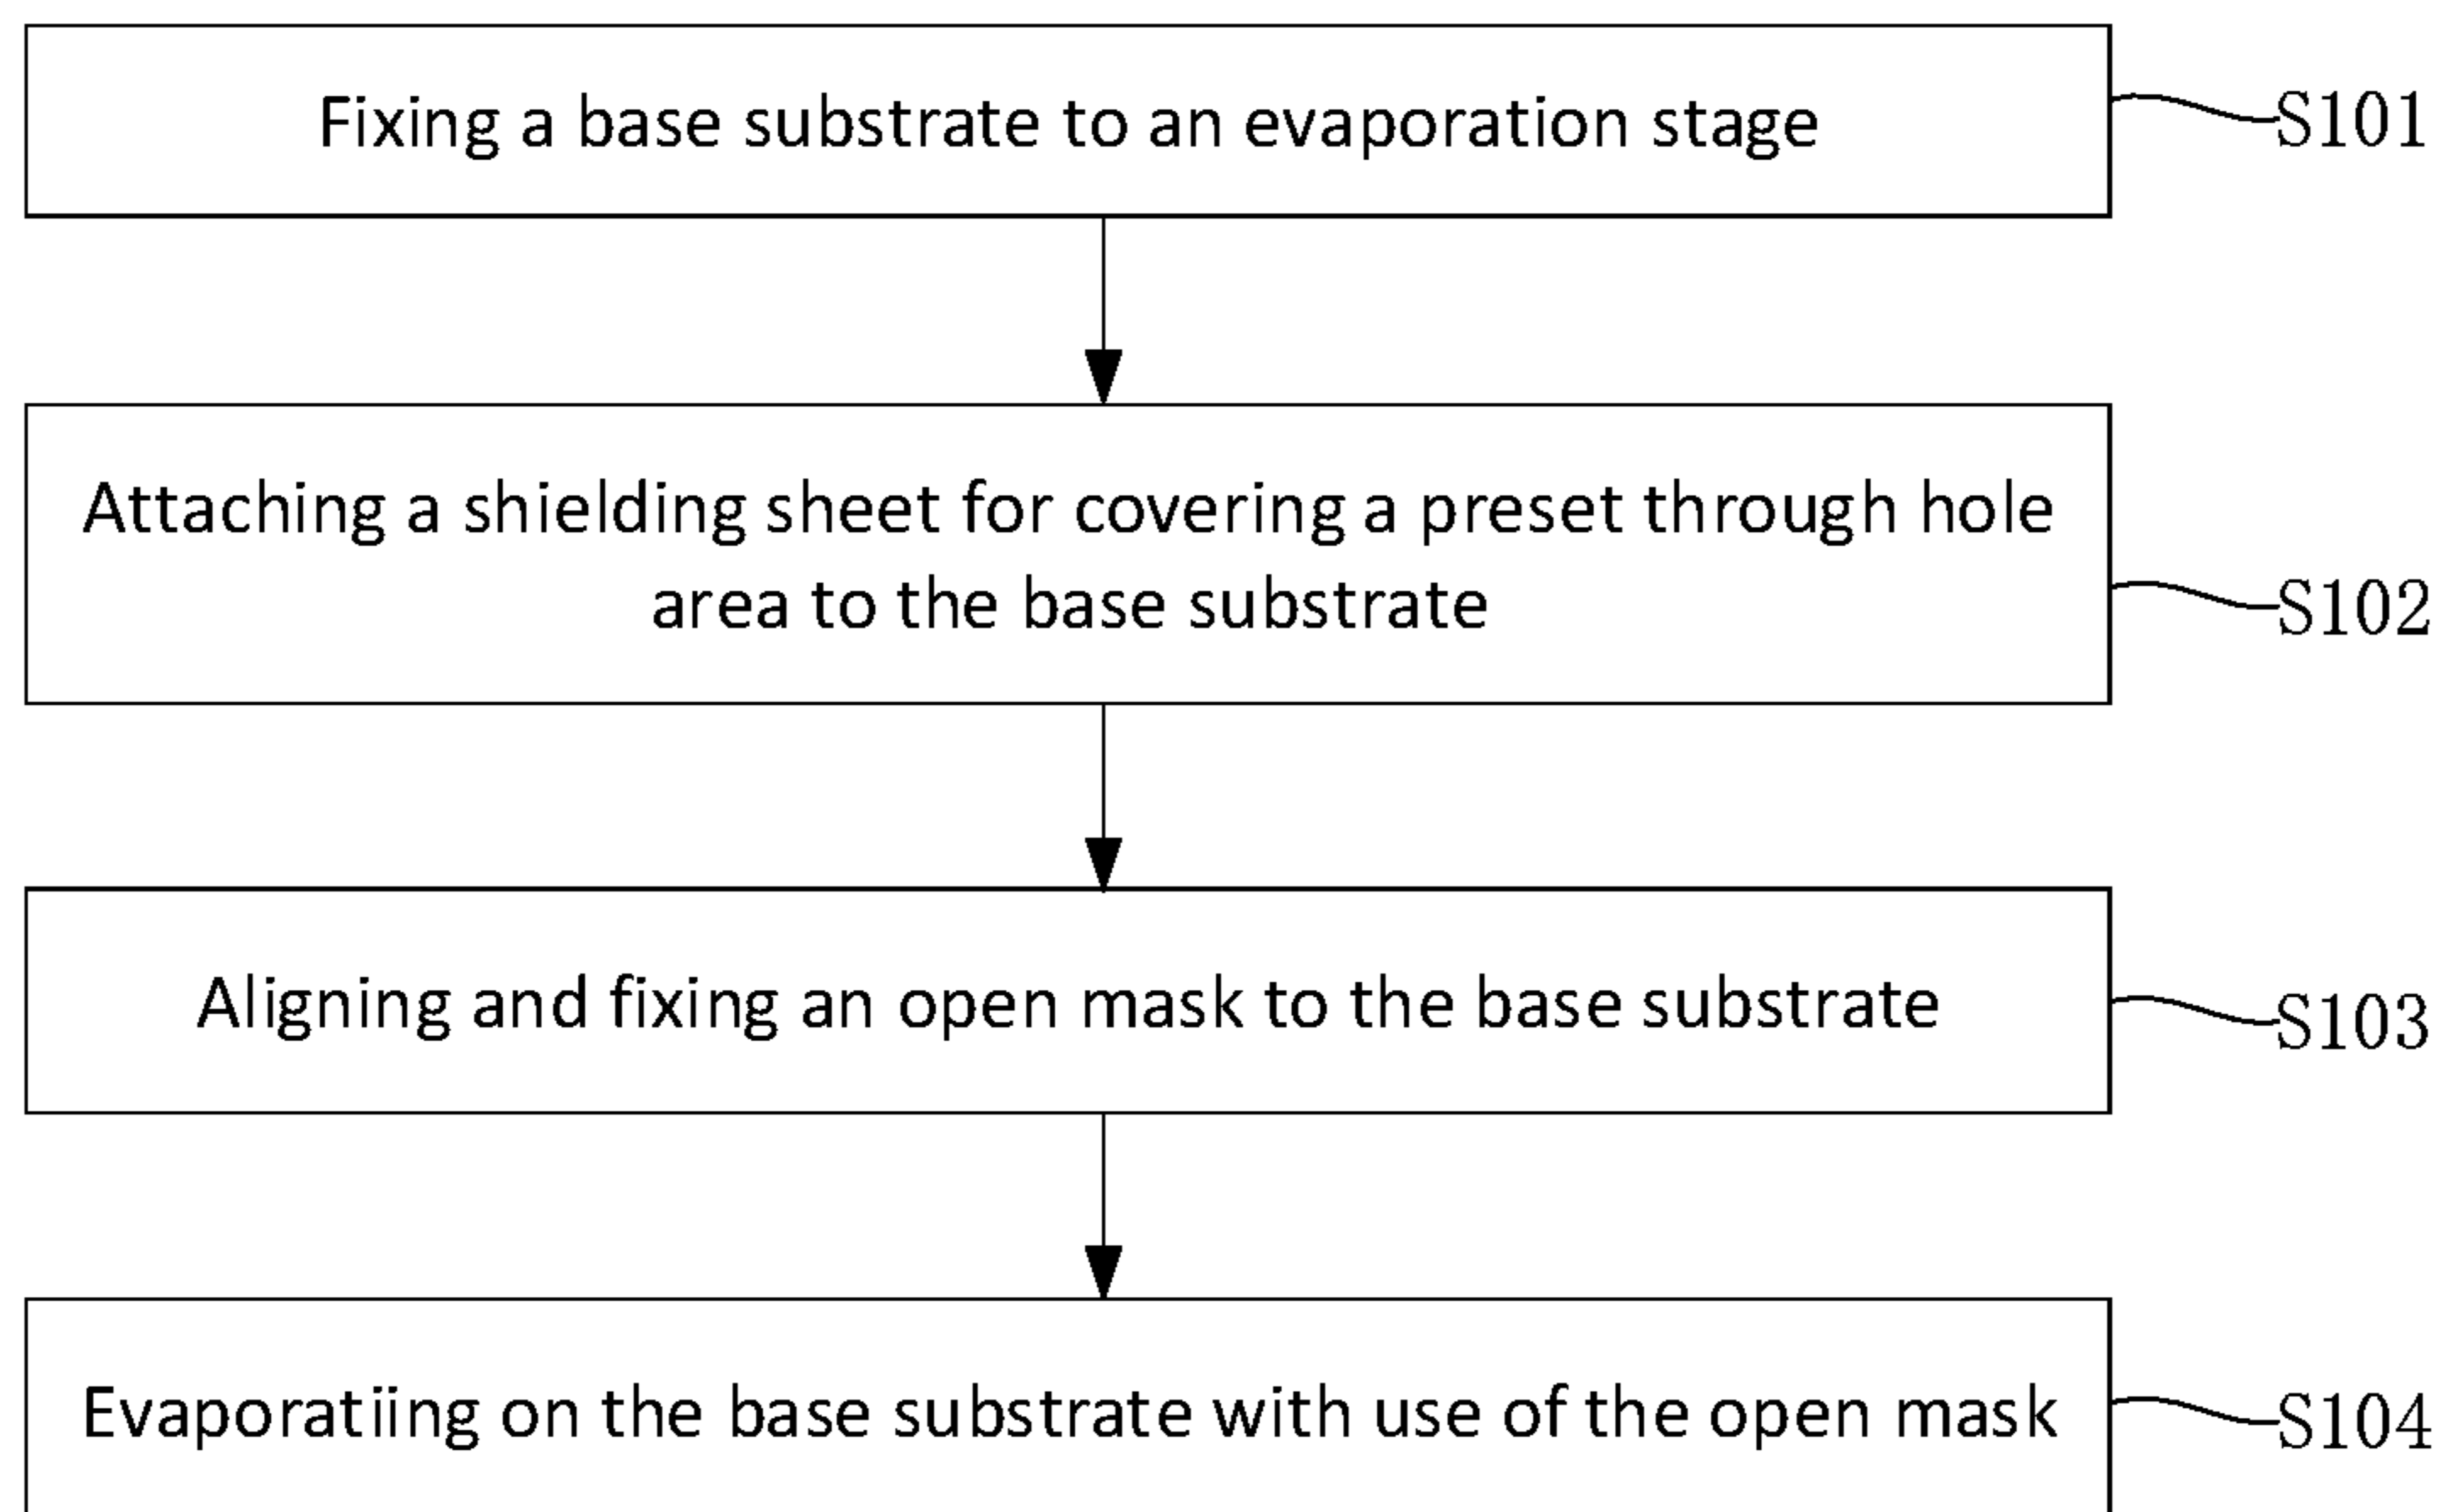 Fixing a base substrate to an evaporation stage
S101
Attaching a shielding sheet for covering a preset through hole
area to the base substrate
S102
Aligning and fixing an open mask to the base substrate
S103
Evaporatiing on the base substrate with use of the open mask
S104